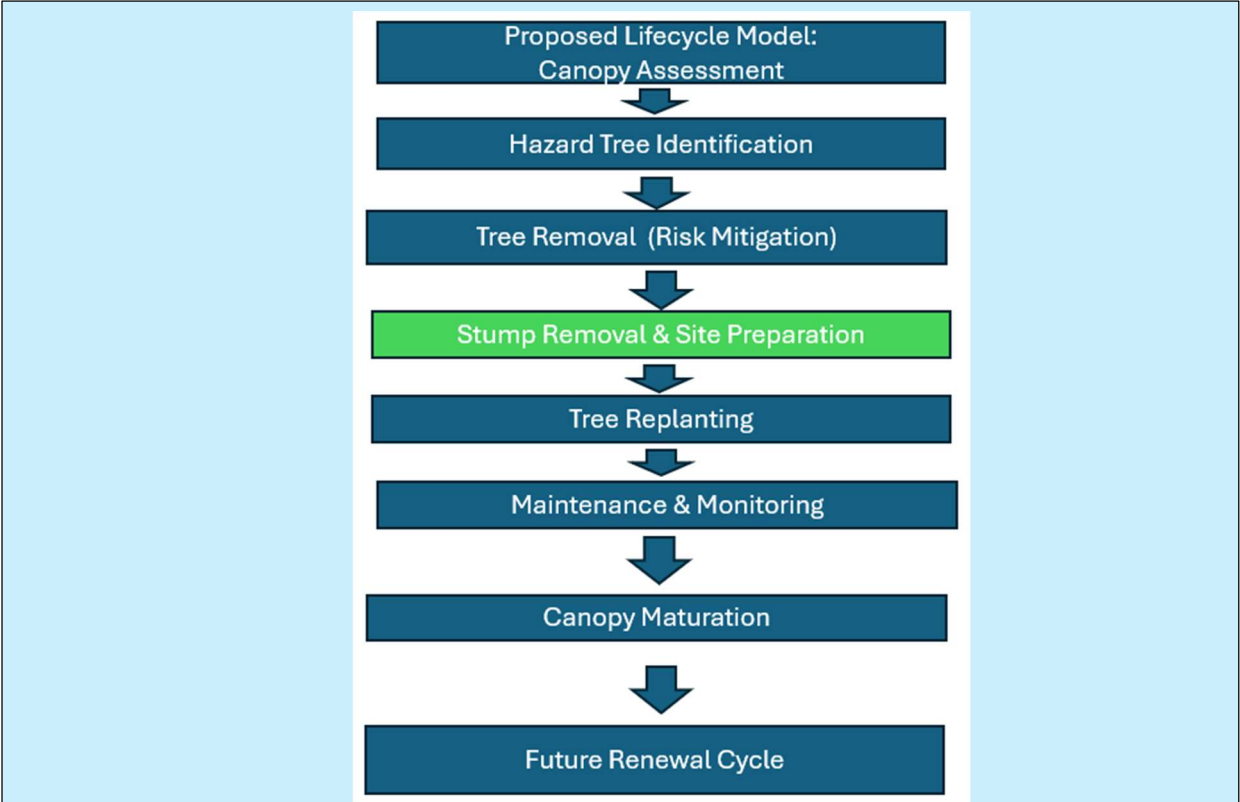 Proposed Lifecycle Model:
Canopy Assessment
Hazard Tree Identification
Tree Removal (Risk Mitigation)
Stump Removal & Site Preparation
Tree Replanting
Maintenance & Monitoring
Canopy Maturation
Future Renewal Cycle